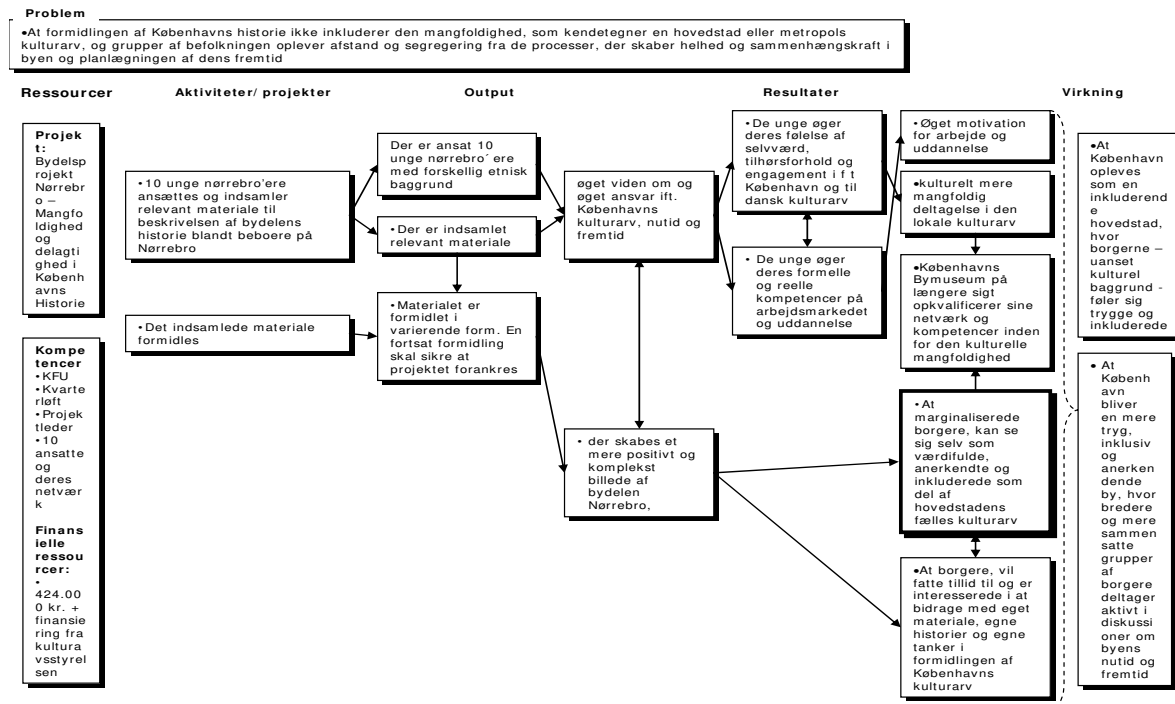 Problem
•At formidlingen af Københavns historie ikke inkluderer den mangfoldighed, som kendetegner en hovedstad eller metropols
kulturarv, og grupper af befolkningen oplever afstand og segregering fra de processer, der skaber helhed og sammenhængskraft i
byen og planlægningen af dens fremtid
Ressourcer
Aktiviteter/ projekter
Output
Resultater
Virkning
Projek
t:
Bydelsp
rojekt
Nørrebr
o –
Mangfo
ldighed
og
delagti
ghed i
Københ
avns
Historie
Kompe
tencer
•KFU
•Kvarte
rløft
•Projek
tleder
•10
ansatte
og
deres
netvær
k
Finans
ielle
ressou
rcer:
•
424.00
0 kr. +
finansie
ring fra
kultura
vsstyrel
sen
•10 unge nørrebro'ere
ansættes og indsamler
relevant materiale til
beskrivelsen af bydelens
historie blandt beboere på
Nørrebro
•Det indsamlede materiale
formidles
Der er ansat 10
unge nørrebro´ ere
med forskellig etnisk
baggrund
•Der er indsamlet
relevant materiale
•Materialet er
formidlet i
varierende form. En
fortsat formidling
skal sikre at
projektet forankres
øget viden om og
øget ansvar ift.
Københavns
kulturarv, nutid og
fremtid
• der skabes et
mere positivt og
komplekst
billede af
bydelen
Nørrebro,
•De unge øger
deres følelse af
selvværd,
tilhørsforhold og
engagement i f t
København og til
dansk kulturarv
• De unge øger
deres formelle
og reelle
kompetencer på
arbejdsmarkedet
og uddannelse
•Øget motivation
for arbejde og
uddannelse
•kulturelt mere
mangfoldig
deltagelse i den
lokale kulturarv
•Københavns
Bymuseum på
længere sigt
opkvalificerer sine
netværk og
kompetencer inden
for den kulturelle
mangfoldighed
•At
marginaliserede
borgere, kan se
sig selv som
værdifulde,
anerkendte og
inkluderede som
del af
hovedstadens
fælles kulturarv
•At borgere, vil
fatte tillid til og er
interesserede i at
bidrage med eget
materiale, egne
historier og egne
tanker i
formidlingen af
Københavns
kulturarv
•At
København
opleves
som en
inkluderend
e
hovedstad,
hvor
borgerne –
uanset
kulturel
baggrund -
føler sig
trygge og
inkluderede
• At
Københ
avn
bliver
en mere
tryg,
inklusiv
og
anerken
dende
by, hvor
bredere
og mere
sammen
satte
grupper
af
borgere
deltager
aktivt i
diskussi
oner om
byens
nutid og
fremtid